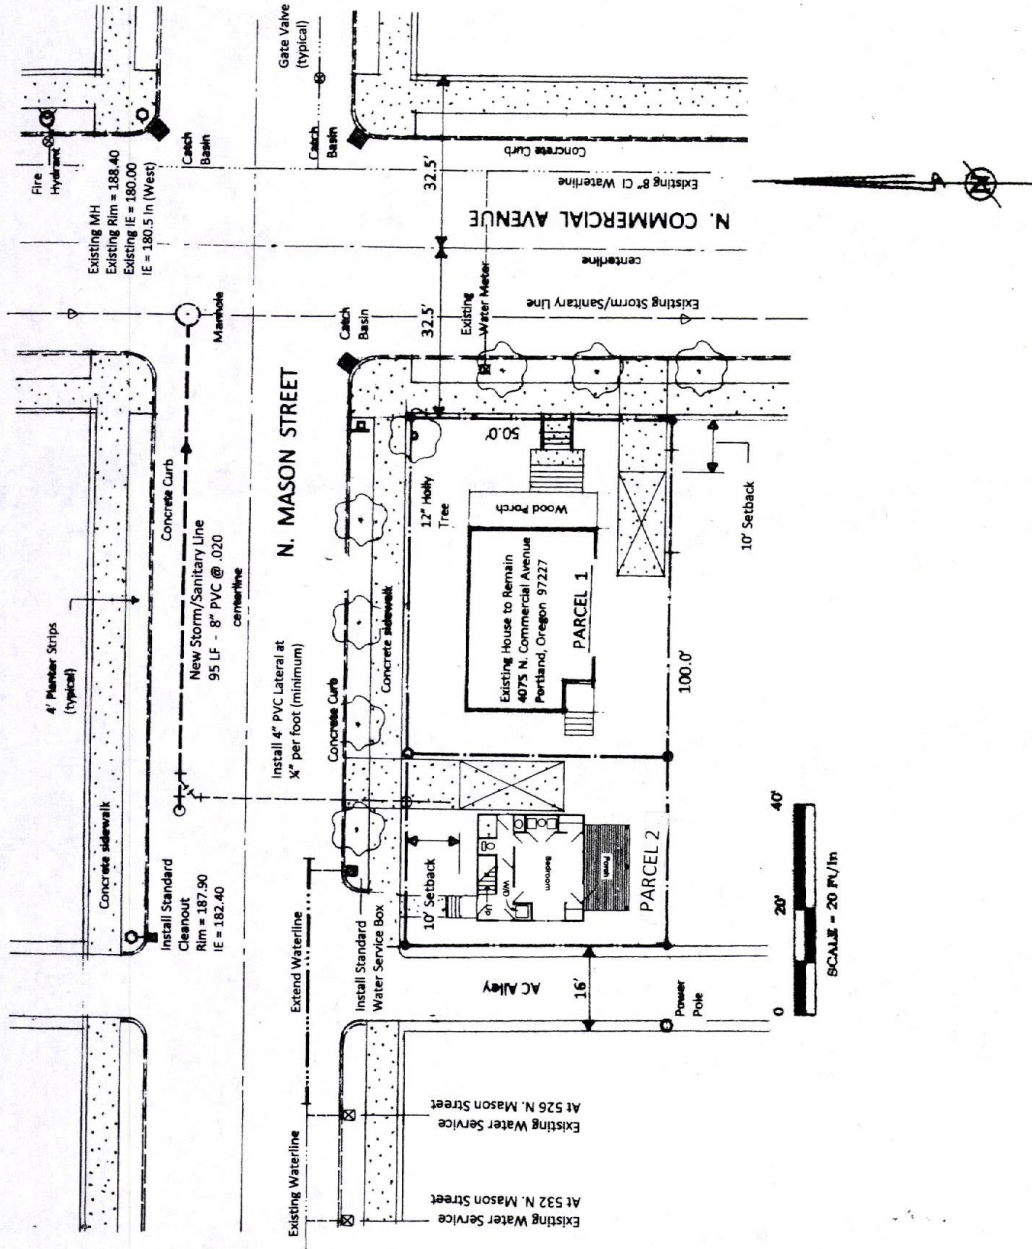 Gate Valve
(typical)
Fire
Hydrant
Existing MH
Existing Rim = 188.40
Existing IE = 180.00
IE = 180.5 In (West)
Catch
Basin
Catch
Basin
Concrete Curb
32.5'
Existing 8" CI Waterline
N. COMMERCIAL AVENUE
centerline
Existing Storm/Sanitary Line
Manhole
Catch
Basin
32.5'
Existing
Water Meter
N. MASON STREET
Concrete Curb
New Storm/Sanitary Line
95 LF - 8" PVC @ .020
centerline
4' Planter Strips
(typical)
Concrete sidewalk
Install 4" PVC Lateral at
¼" per foot (minimum)
Concrete Curb
Concrete sidewalk
12" Holly
Tree
50.0'
Wood Porch
Existing House to Remain
4075 N. Commercial Avenue
Portland, Oregon 97227
PARCEL 1
100.0'
10' Setback
Install Standard
Cleanout
Rim = 187.90
IE = 182.40
Extend Waterline
Install Standard
Water Service Box
10' Setback
Up
W/D
Bedroom
Porch
PARCEL 2
AC Alley
16'
Power
Pole
Existing Waterline
Existing Water Service
At 526 N. Mason Street
Existing Water Service
At 532 N. Mason Street
N
0
20'
40'
SCALE - 20 Ft/In